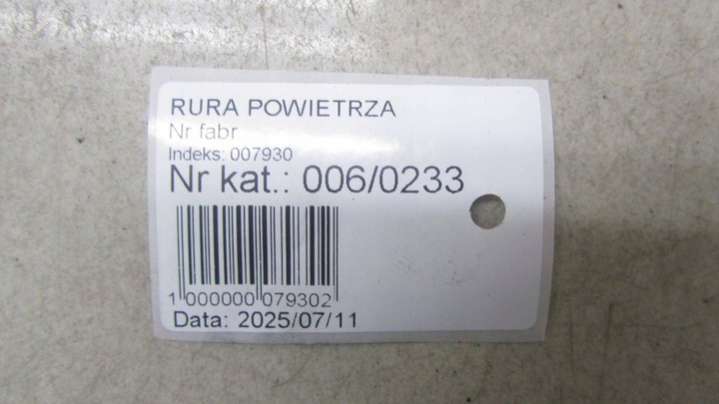 RURA POWIETRZA
Nr fabr
Indeks: 007930
Nr kat.: 006/0233
1 000000 079302
Data: 2025/07/11